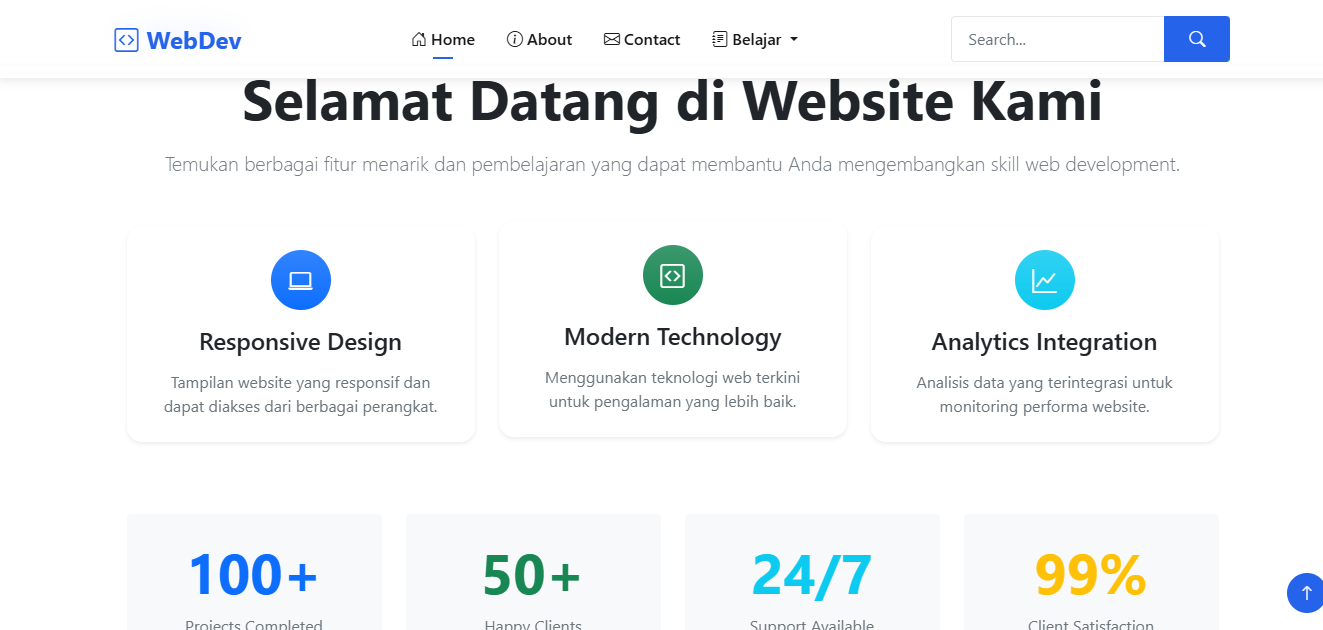 WebDev
Home
About
Contact
Belajar
Search...
Selamat Datang di Website Kami
Temukan berbagai fitur menarik dan pembelajaran yang dapat membantu Anda mengembangkan skill web development.
Responsive Design
Tampilan website yang responsif dan
dapat diakses dari berbagai perangkat.
Modern Technology
Menggunakan teknologi web terkini
untuk pengalaman yang lebih baik.
Analytics Integration
Analisis data yang terintegrasi untuk
monitoring performa website.
100+
Projects Completed
50+
Happy Clients
24/7
Support Available
99%
Client Satisfaction